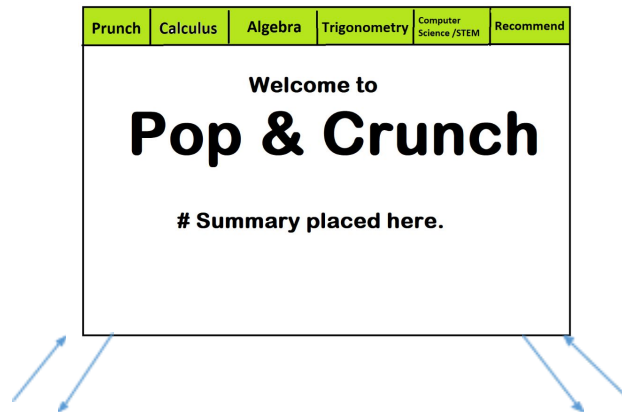 Prunch Calculus Algebra Trigonometry Computer Science /STEM Recommend
Welcome to
Pop & Crunch
# Summary placed here.